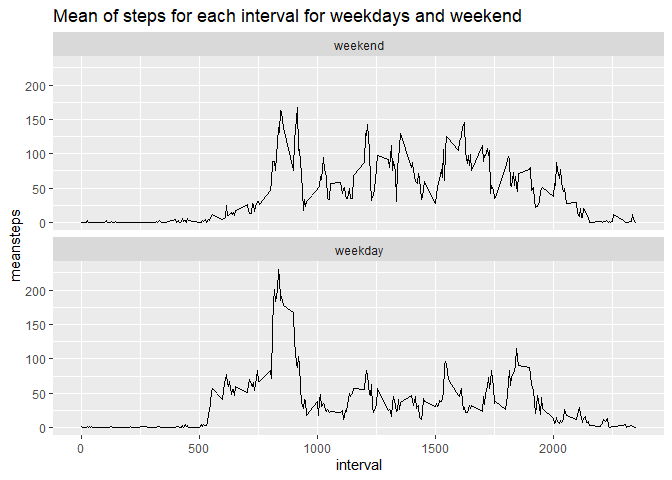 Mean of steps for each interval for weekdays and weekend
weekend
200
150
100
50
0
meansteps
weekday
200
150
100
50
0
0 500 1000 1500 2000
interval